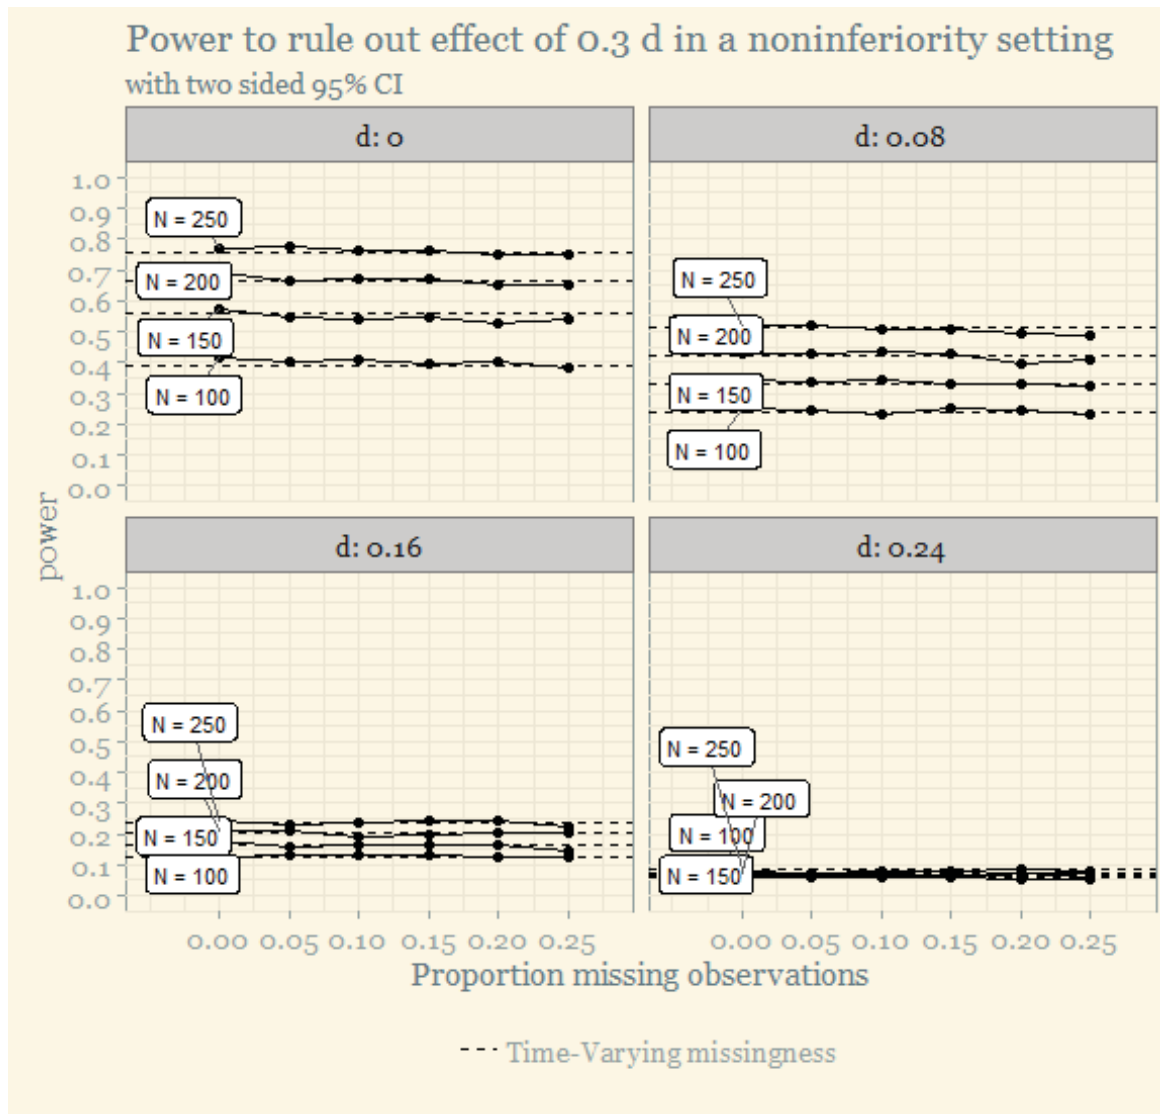 Power to rule out effect of 0.3 d in a noninferiority setting
with two sided 95% CI
d: 0
d: 0.08
1.0
0.9
0.8
0.7
0.6
0.5
0.4
0.3
0.2
0.1
0.0
N = 250
N = 200
N = 150
N = 100
N = 250
N = 200
N = 150
N = 100
power
d: 0.16
d: 0.24
1.0
0.9
0.8
0.7
0.6
0.5
0.4
0.3
0.2
0.1
0.0
N = 250
N = 200
N = 150
N = 100
N = 250
N = 200
N = 100
N = 150
0.00 0.05 0.10 0.15 0.20 0.25
0.00 0.05 0.10 0.15 0.20 0.25
Proportion missing observations
Time-Varying missingness